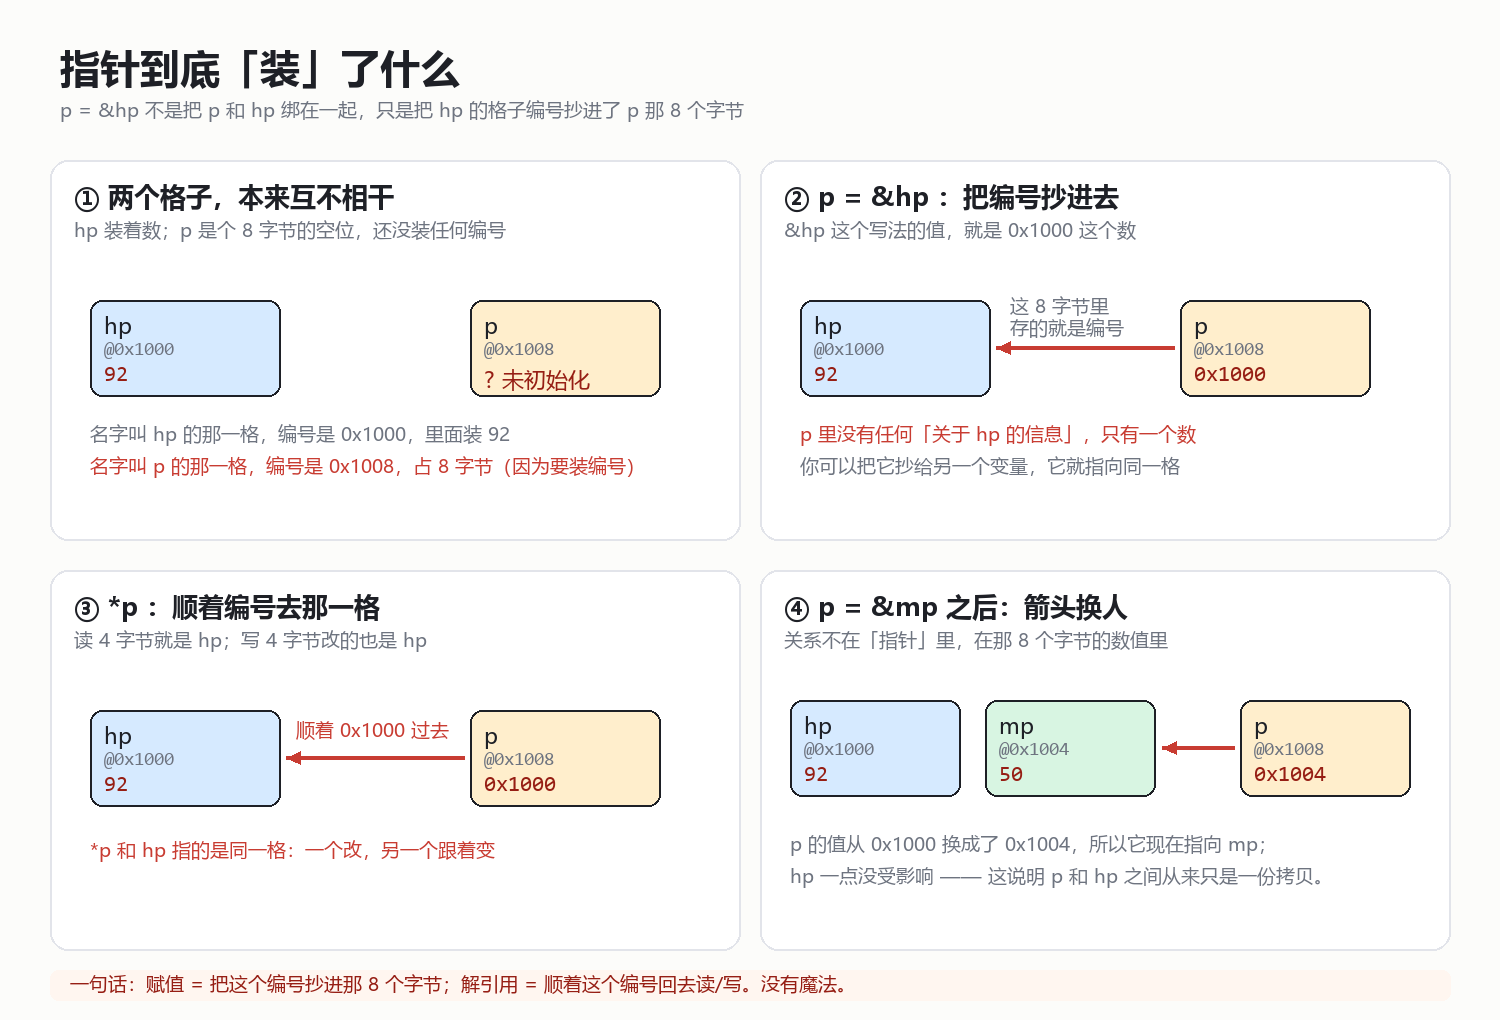 指针到底「装」了什么
p = &hp 不是把 p 和 hp 绑在一起，只是把 hp 的格子编号抄进了 p 那 8 个字节
① 两个格子，本来互不相干
hp 装着数；p 是个 8 字节的空位，还没装任何编号
hp
@0x1000
92
p
@0x1008
? 未初始化
名字叫 hp 的那一格，编号是 0x1000，里面装 92
名字叫 p 的那一格，编号是 0x1008，占 8 字节（因为要装编号）
② p = &hp ：把编号抄进去
&hp 这个写法的值，就是 0x1000 这个数
hp
@0x1000
92
这 8 字节里
存的就是编号
p
@0x1008
0x1000
p 里没有任何「关于 hp 的信息」，只有一个数
你可以把它抄给另一个变量，它就指向同一格
③ *p ：顺着编号去那一格
读 4 字节就是 hp；写 4 字节改的也是 hp
hp
@0x1000
92
顺着 0x1000 过去
p
@0x1008
0x1000
*p 和 hp 指的是同一格：一个改，另一个跟着变
④ p = &mp 之后：箭头换人
关系不在「指针」里，在那 8 个字节的数值里
hp
@0x1000
92
mp
@0x1004
50
p
@0x1008
0x1004
p 的值从 0x1000 换成了 0x1004，所以它现在指向 mp；
hp 一点没受影响 —— 这说明 p 和 hp 之间从来只是一份拷贝。
一句话：赋值 = 把这个编号抄进那 8 个字节；解引用 = 顺着这个编号回去读/写。没有魔法。